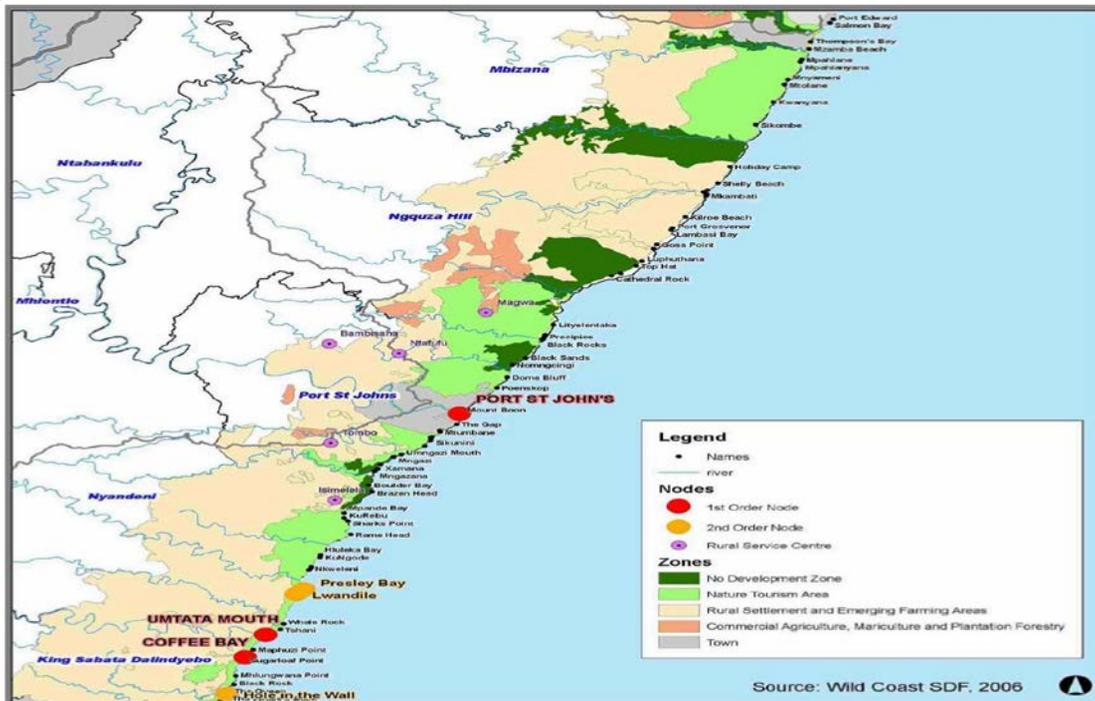 Port Edward
Salmon Bay
Thompson's Bay
Mzamba Beach
Mpahlane
Mpahlanyana
Mnyameni
Mtolane
Kwanyana
Sikombe
Mbizana
Ntabankulu
Holiday Camp
Shelly Beach
Mkambati
Ngquza Hill
Kilroe Beach
Port Grosvenor
Lambasi Bay
Goss Point
Luphuthana
Top Hat
Cathedral Rock
Mhlontlo
Magwa
Lityelentaka
Precipice
Black Rocks
Bambisana
Ntafufu
Black Sands
Nomngcingi
Dome Bluff
Poenskop
Port St Johns
PORT ST JOHN'S
Mount Boon
The Gap
Mtumbane
Sikunini
Tombo
Umngazi Mouth
Mngazi
Xamana
Mngazana
Boulder Bay
Brazen Head
Nyandeni
Isimelela
Mpande Bay
KuRebu
Sharks Point
Rame Head
Hluleka Bay
KuNgode
Nkweleni
Presley Bay
Lwandile
UMTATA MOUTH
Whale Rock
Tshani
COFFEE BAY
Maphuzi Point
King Sabata Dalindyebo
Sugarloaf Point
Mhlungwana Point
Black Rock
Hole in the Wall
Legend
Names
river
Nodes
1st Order Node
2nd Order Node
Rural Service Centre
Zones
No Development Zone
Nature Tourism Area
Rural Settlement and Emerging Farming Areas
Commercial Agriculture, Mariculture and Plantation Forestry
Town
Source: Wild Coast SDF, 2006